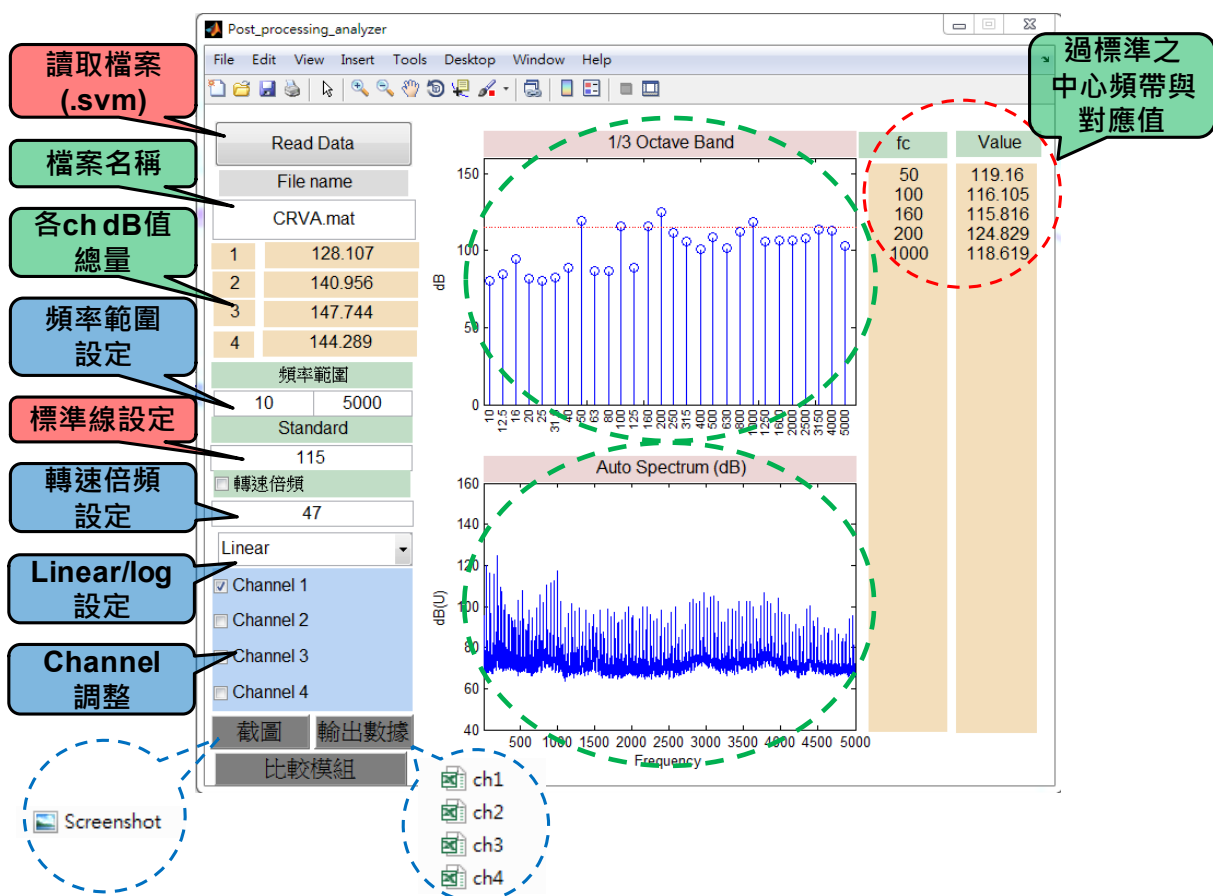 Post_processing_analyzer
File Edit View Insert Tools Desktop Window Help
讀取檔案
(.svm)
檔案名稱
各ch dB值
總量
頻率範圍
設定
標準線設定
轉速倍頻
設定
Linear/log
設定
Channel
調整
Read Data
File name
CRVA.mat
1 128.107
2 140.956
3 147.744
4 144.289
頻率範圍
10 5000
Standard
115
轉速倍頻
47
Linear
Channel 1
Channel 2
Channel 3
Channel 4
截圖 輸出數據
比較模組
Screenshot
ch1
ch2
ch3
ch4
1/3 Octave Band
150
100
50
0
dB
10 12.5 16 20 25 31.5 40 50 63 80 100 125 160 200 250 315 400 500 630 800 1000 1250 1600 2000 2500 3150 4000 5000
Auto Spectrum (dB)
160
140
120
100
80
60
40
dB(U)
500 1000 1500 2000 2500 3000 3500 4000 4500 5000
Frequency
過標準之
中心頻帶與
對應值
fc Value
50 119.16
100 116.105
160 115.816
200 124.829
1000 118.619